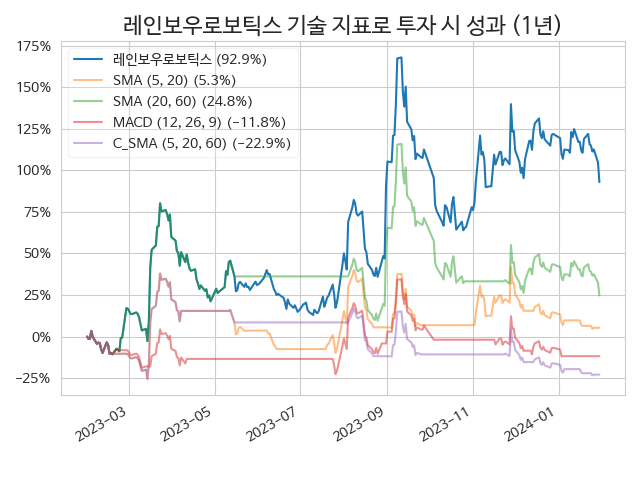 레인보우로보틱스 기술 지표로 투자 시 성과 (1년)
175%
150%
125%
100%
75%
50%
25%
0%
−25%
레인보우로보틱스 (92.9%)
SMA (5, 20) (5.3%)
SMA (20, 60) (24.8%)
MACD (12, 26, 9) (−11.8%)
C_SMA (5, 20, 60) (−22.9%)
2023-03
2023-05
2023-07
2023-09
2023-11
2024-01